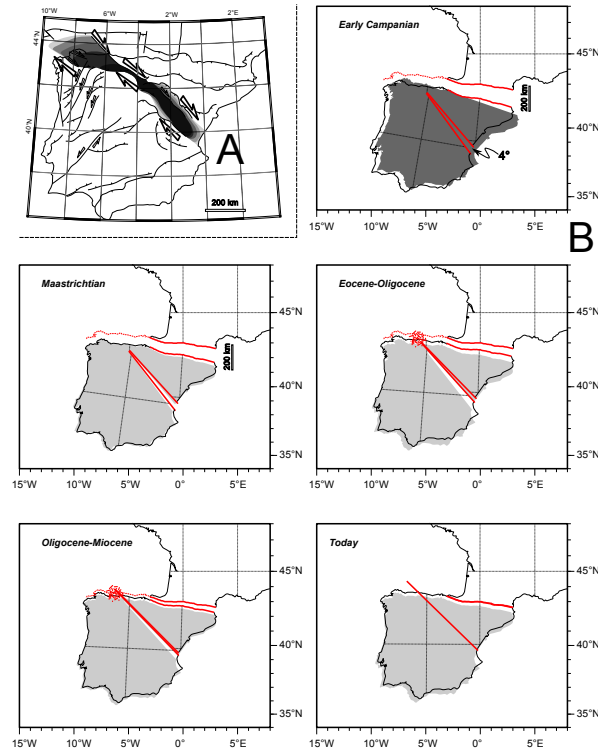 10°W 6°W 2°W 2°E
44°N
40°N
A
200 km
Early Campanian
45°N
200 km
40°N
4°
35°N
15°W 10°W 5°W 0° 5°E
B
Maastrichtian
45°N
200 km
40°N
35°N
15°W 10°W 5°W 0° 5°E
Eocene-Oligocene
45°N
40°N
35°N
15°W 10°W 5°W 0° 5°E
Oligocene-Miocene
45°N
40°N
35°N
15°W 10°W 5°W 0° 5°E
Today
45°N
40°N
35°N
15°W 10°W 5°W 0° 5°E